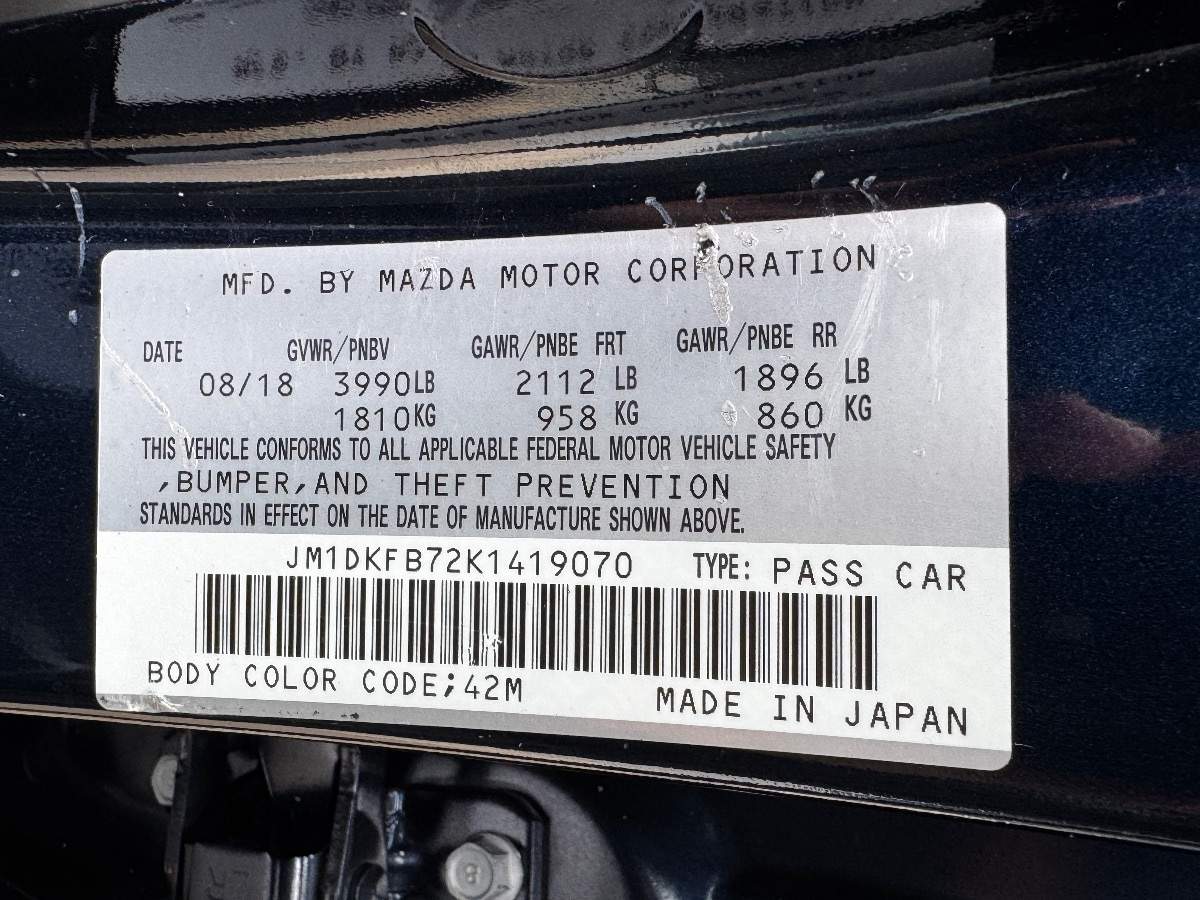 MFD. BY MAZDA MOTOR CORPORATION
DATE GVWR/PNBV GAWR/PNBE FRT GAWR/PNBE RR
08/18 3990LB 2112 LB 1896 LB
1810KG 958 KG 860 KG
THIS VEHICLE CONFORMS TO ALL APPLICABLE FEDERAL MOTOR VEHICLE SAFETY
,BUMPER,AND THEFT PREVENTION
STANDARDS IN EFFECT ON THE DATE OF MANUFACTURE SHOWN ABOVE.
JM1DKFB72K1419070 TYPE: PASS CAR
BODY COLOR CODE;42M MADE IN JAPAN
8